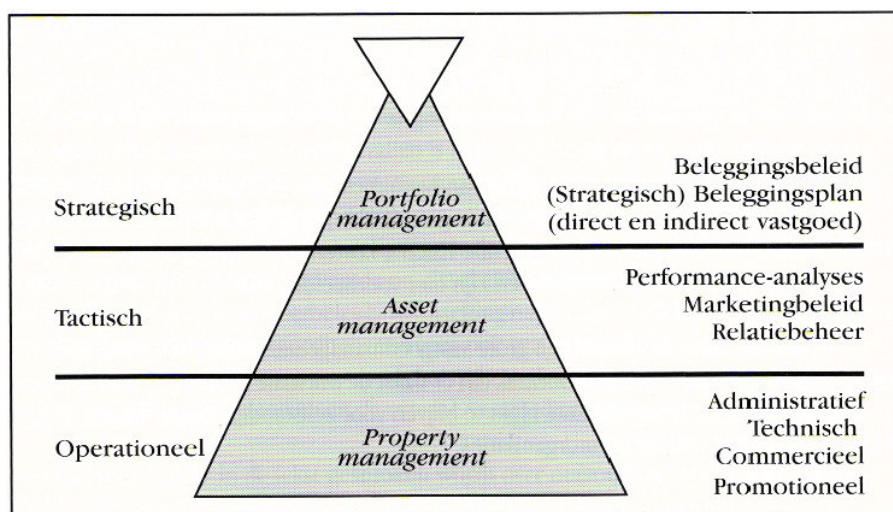 Strategisch
Portfolio
management
Beleggingsbeleid
(Strategisch) Beleggingsplan
(direct en indirect vastgoed)
Tactisch
Asset
management
Performance-analyses
Marketingbeleid
Relatiebeheer
Operationeel
Property
management
Administratief
Technisch
Commercieel
Promotioneel